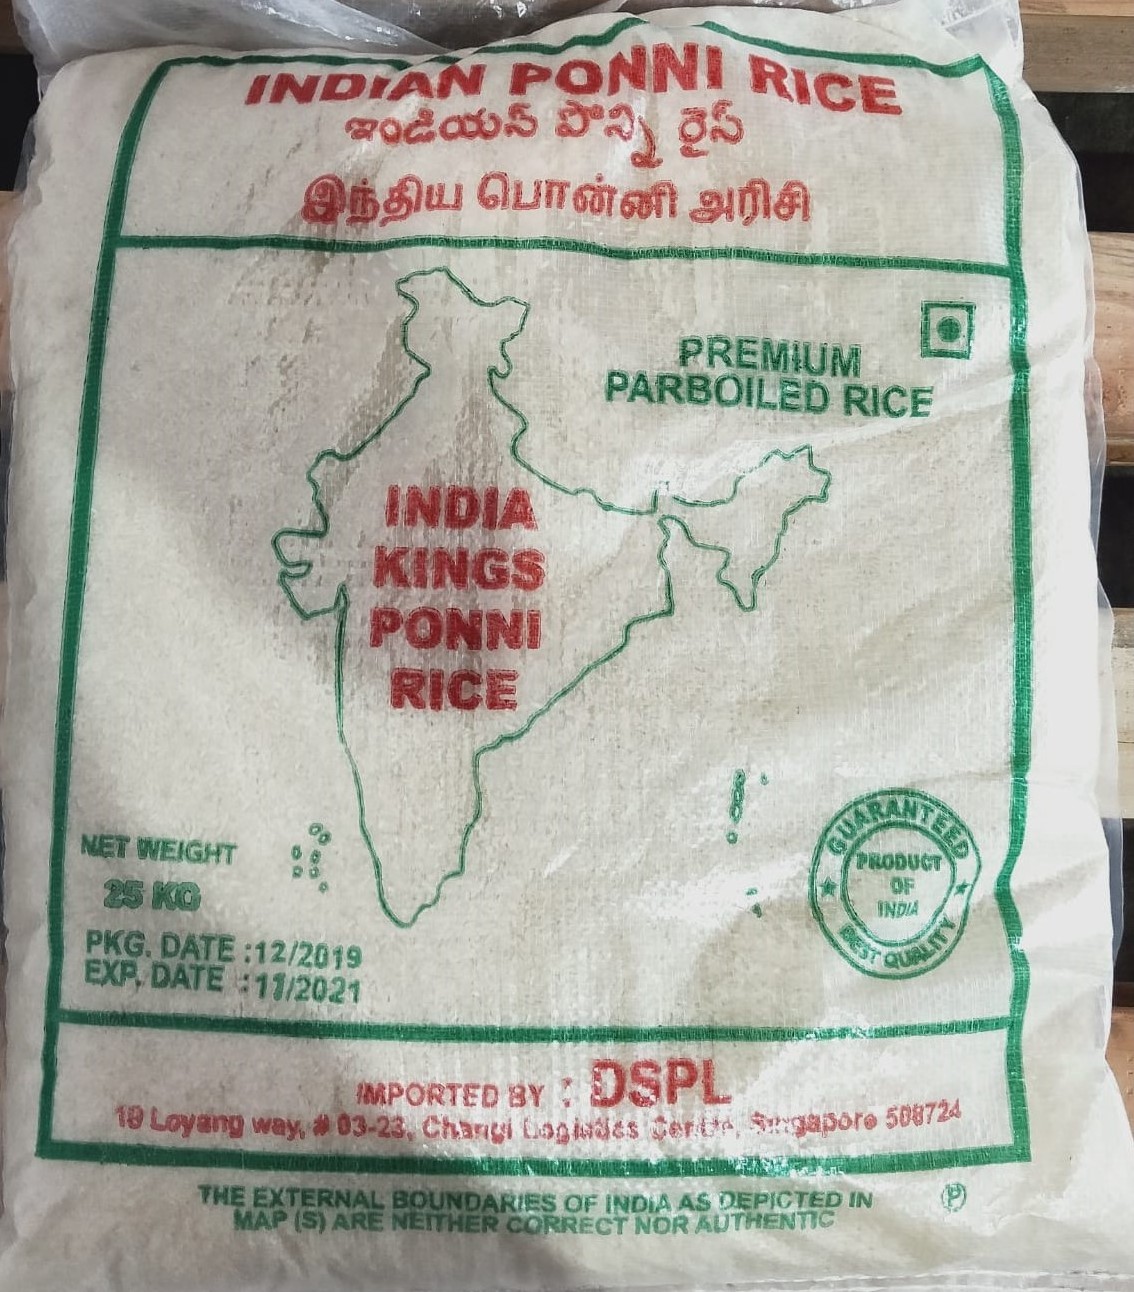 INDIAN PONNI RICE
ఇండియన్ పొన్ని రైస్
இந்திய பொன்னி அரிசி
PREMIUM
PARBOILED RICE
INDIA
KINGS
PONNI
RICE
NET WEIGHT
25 KG
PKG. DATE :12/2019
EXP. DATE :11/2021
GUARANTEED
PRODUCT
OF
INDIA
BEST QUALITY
IMPORTED BY : DSPL
19 Loyang way, # 03-23, Changi Logistics Centre, Singapore 508724
THE EXTERNAL BOUNDARIES OF INDIA AS DEPICTED IN
MAP (S) ARE NEITHER CORRECT NOR AUTHENTIC
P